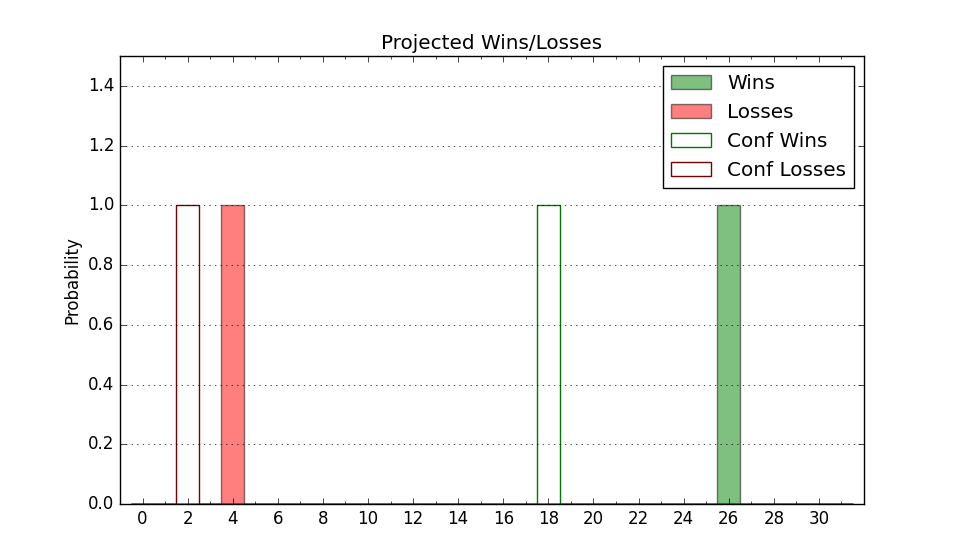 Projected Wins/Losses
Wins
Losses
Conf Wins
Conf Losses
Probability
1.4
1.2
1.0
0.8
0.6
0.4
0.2
0.0
0 2 4 6 8 10 12 14 16 18 20 22 24 26 28 30